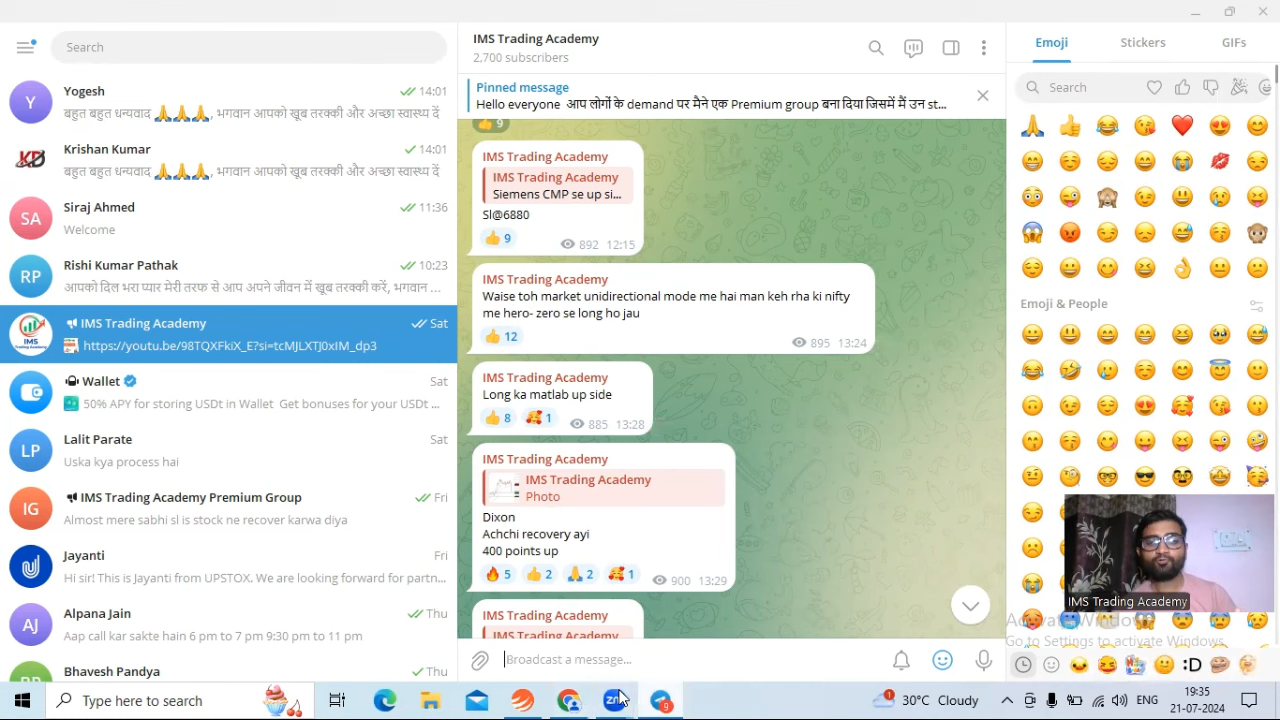 Search
Yogesh
14:01
बहुत बहुत धन्यवाद 🙏🙏🙏, भगवान आपको खूब तरक्की और अच्छा स्वास्थ्य दें
Krishan Kumar
14:01
बहुत बहुत धन्यवाद 🙏🙏🙏, भगवान आपको खूब तरक्की और अच्छा स्वास्थ्य दें
SA
Siraj Ahmed
11:36
Welcome
RP
Rishi Kumar Pathak
10:23
आपको दिल भरा प्यार मेरी तरफ से आप अपने जीवन में खूब तरक्की करें, भगवान ...
IMS Trading Academy
Sat
https://youtu.be/98TQXFkiX_E?si=tcMJLXTJ0xIM_dp3
Wallet
Sat
50% APY for storing USDt in Wallet Get bonuses for your USDt ...
LP
Lalit Parate
Sat
Uska kya process hai
IG
IMS Trading Academy Premium Group
Fri
Almost mere sabhi sl is stock ne recover karwa diya
Jayanti
Fri
Hi sir! This is Jayanti from UPSTOX. We are looking forward for partn...
AJ
Alpana Jain
Thu
Aap call kar sakte hain 6 pm to 7 pm 9:30 pm to 11 pm
Bhavesh Pandya
Thu
IMS Trading Academy
2,700 subscribers
Pinned message
Hello everyone आप लोगों के demand पर मैने एक Premium group बना दिया जिसमें मैं उन st...
👍 9
IMS Trading Academy
IMS Trading Academy
Siemens CMP se up si...
Sl@6880
👍 9
892 12:15
IMS Trading Academy
Waise toh market unidirectional mode me hai man keh rha ki nifty
me hero- zero se long ho jau
👍 12
895 13:24
IMS Trading Academy
Long ka matlab up side
👍 8 🥰 1
885 13:28
IMS Trading Academy
IMS Trading Academy
Photo
Dixon
Achchi recovery ayi
400 points up
🔥 5 👍 2 🙏 2 🥰 1
900 13:29
IMS Trading Academy
IMS Trading Academy
Broadcast a message...
Emoji
Stickers
GIFs
Search
Emoji & People
IMS Trading Academy
Activate Windows
Go to Settings to activate Windows.
Type here to search
9
1
30°C Cloudy
ENG
19:35
21-07-2024